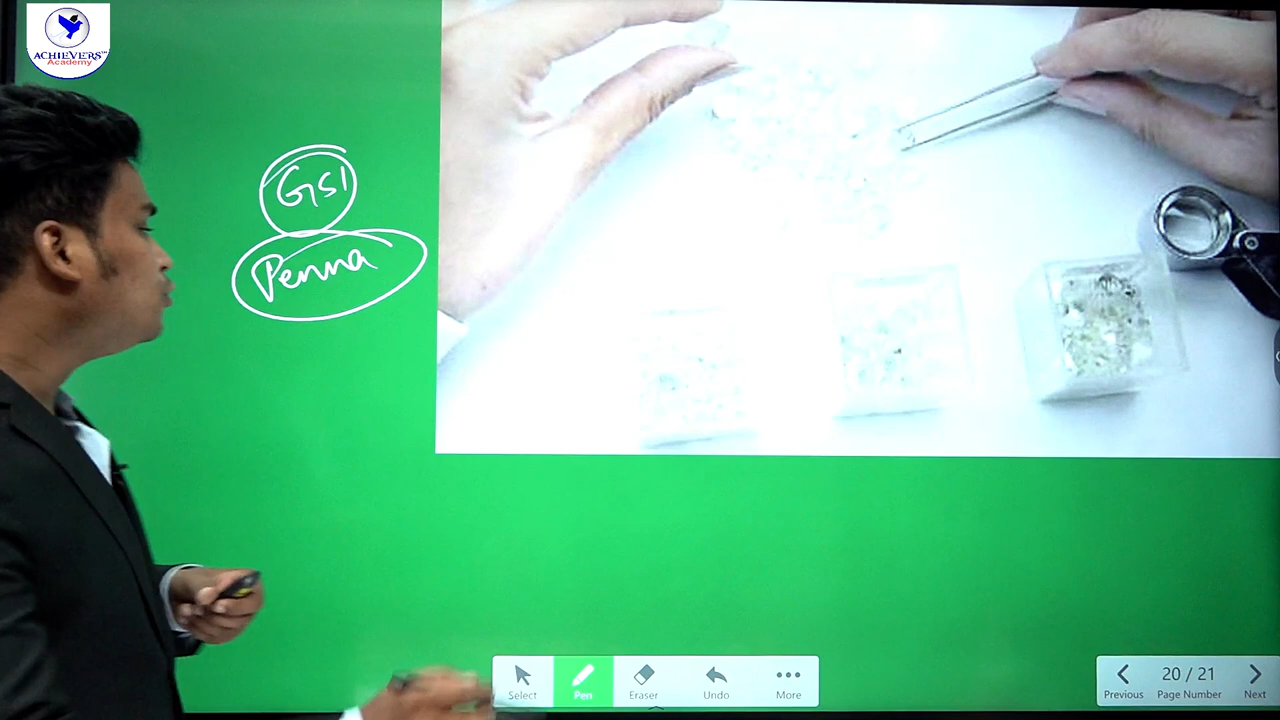 ACHIEVERS
Academy
GSI
Penna
Select
Pen
Eraser
Undo
More
Previous
20 / 21
Page Number
Next